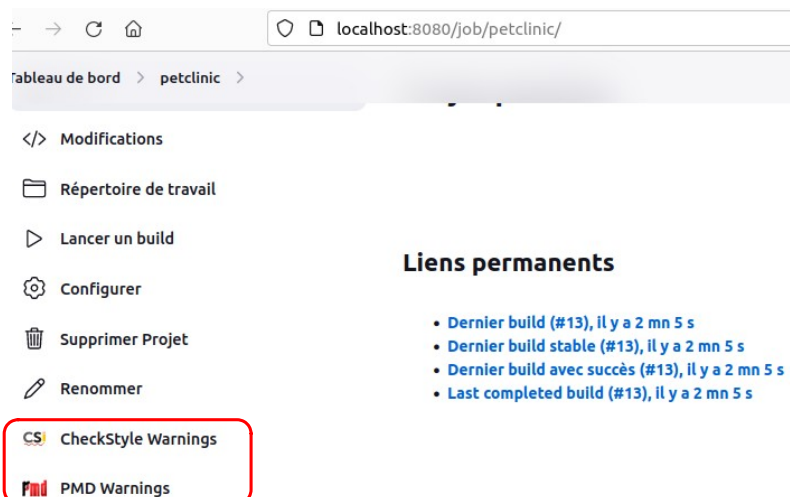 localhost:8080/job/petclinic/
Tableau de bord > petclinic >
</> Modifications
Répertoire de travail
Lancer un build
Configurer
Supprimer Projet
Renommer
CS CheckStyle Warnings
Pmd PMD Warnings
Liens permanents
• Dernier build (#13), il y a 2 mn 5 s
• Dernier build stable (#13), il y a 2 mn 5 s
• Dernier build avec succès (#13), il y a 2 mn 5 s
• Last completed build (#13), il y a 2 mn 5 s